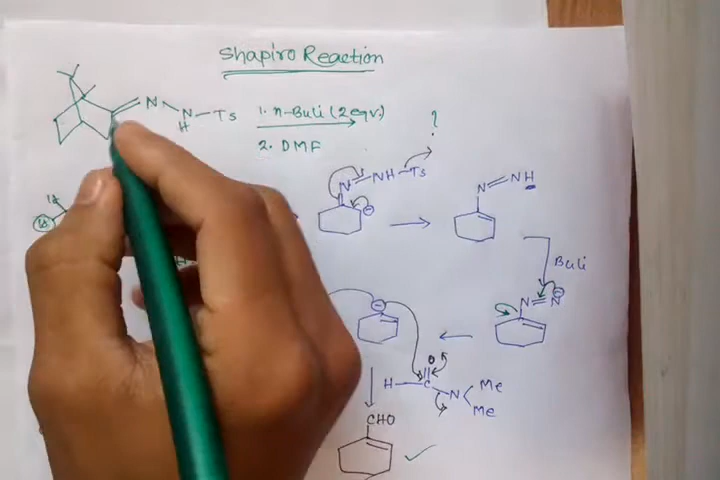 Shapiro Reaction
N N H Ts
1. n-Buli (2eqv.)
2. DMF
?
N NH Ts
N NH
Buli
N N
O
H C N Me
Me
CHO